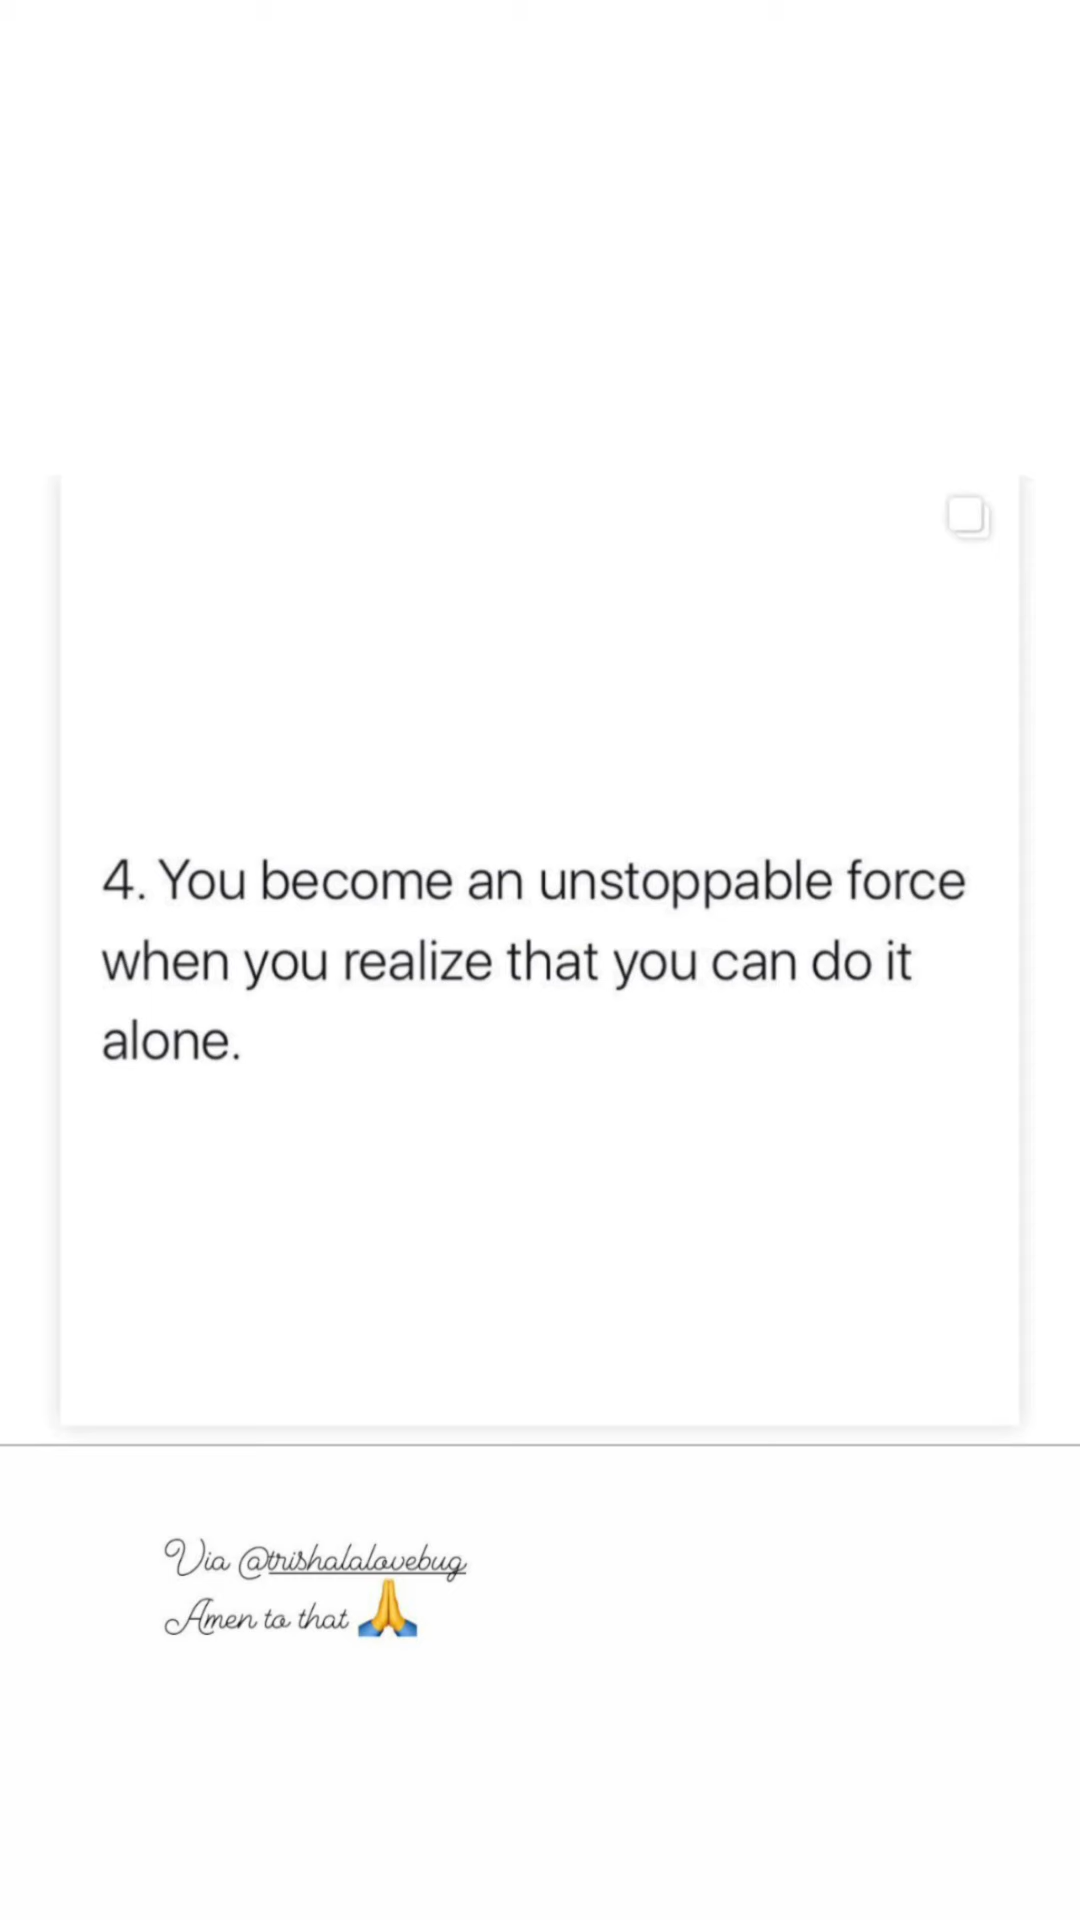 4. You become an unstoppable force
when you realize that you can do it
alone.
Via @trishalalovebug
Amen to that 🙏